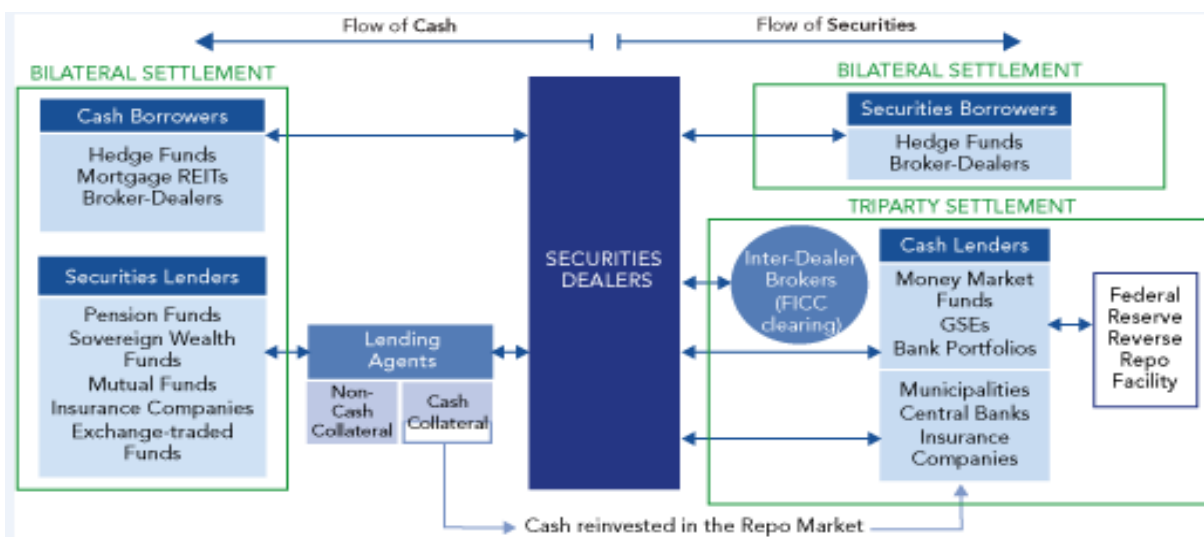 Flow of Cash
Flow of Securities
BILATERAL SETTLEMENT
Cash Borrowers
Hedge Funds
Mortgage REITs
Broker-Dealers
Securities Lenders
Pension Funds
Sovereign Wealth
Funds
Mutual Funds
Insurance Companies
Exchange-traded
Funds
Lending
Agents
Non-
Cash
Collateral
Cash
Collateral
SECURITIES
DEALERS
BILATERAL SETTLEMENT
Securities Borrowers
Hedge Funds
Broker-Dealers
TRIPARTY SETTLEMENT
Inter-Dealer
Brokers
(FICC
clearing)
Cash Lenders
Money Market
Funds
GSEs
Bank Portfolios
Municipalities
Central Banks
Insurance
Companies
Federal
Reserve
Reverse
Repo
Facility
Cash reinvested in the Repo Market